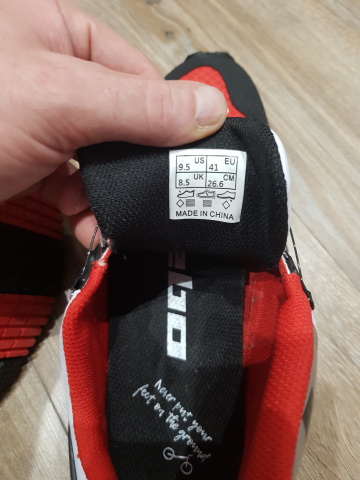 9.5 US 41 EU
8.5 UK 26.6 CM
MADE IN CHINA
Never put your
feet on the ground